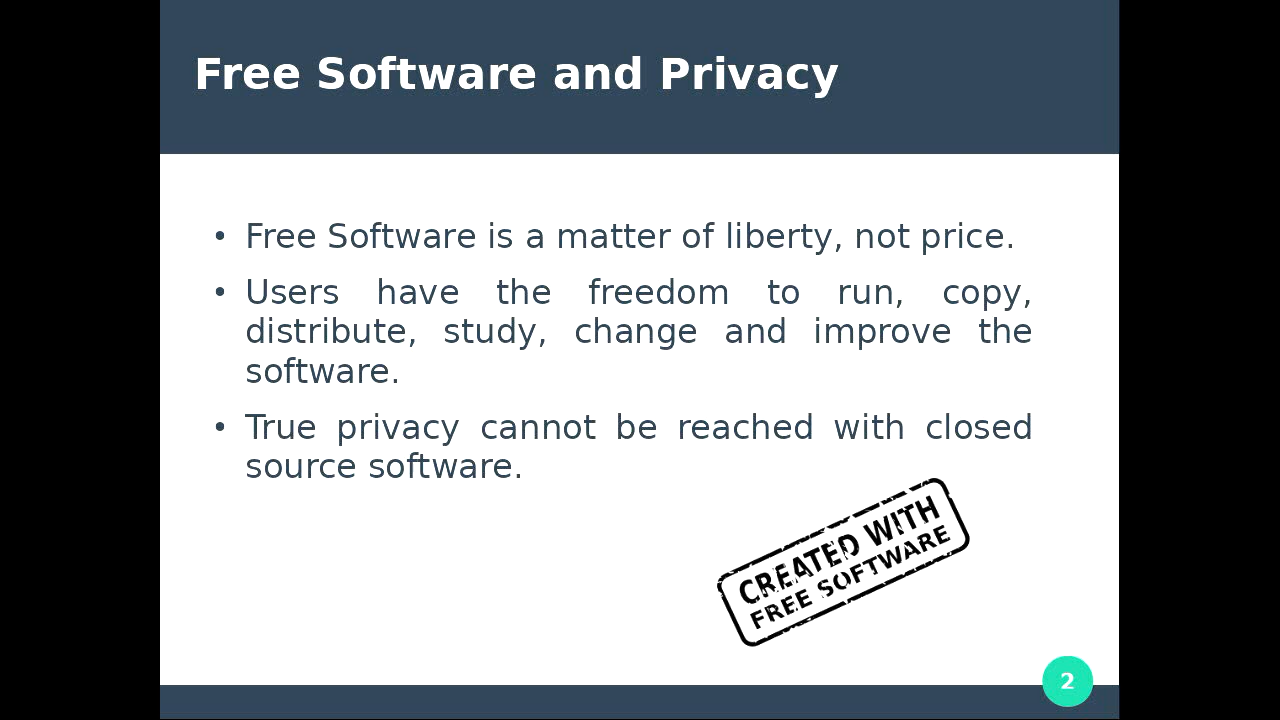 Free Software and Privacy
• Free Software is a matter of liberty, not price.
• Users have the freedom to run, copy,
distribute, study, change and improve the
software.
• True privacy cannot be reached with closed
source software.
CREATED WITH
FREE SOFTWARE
2